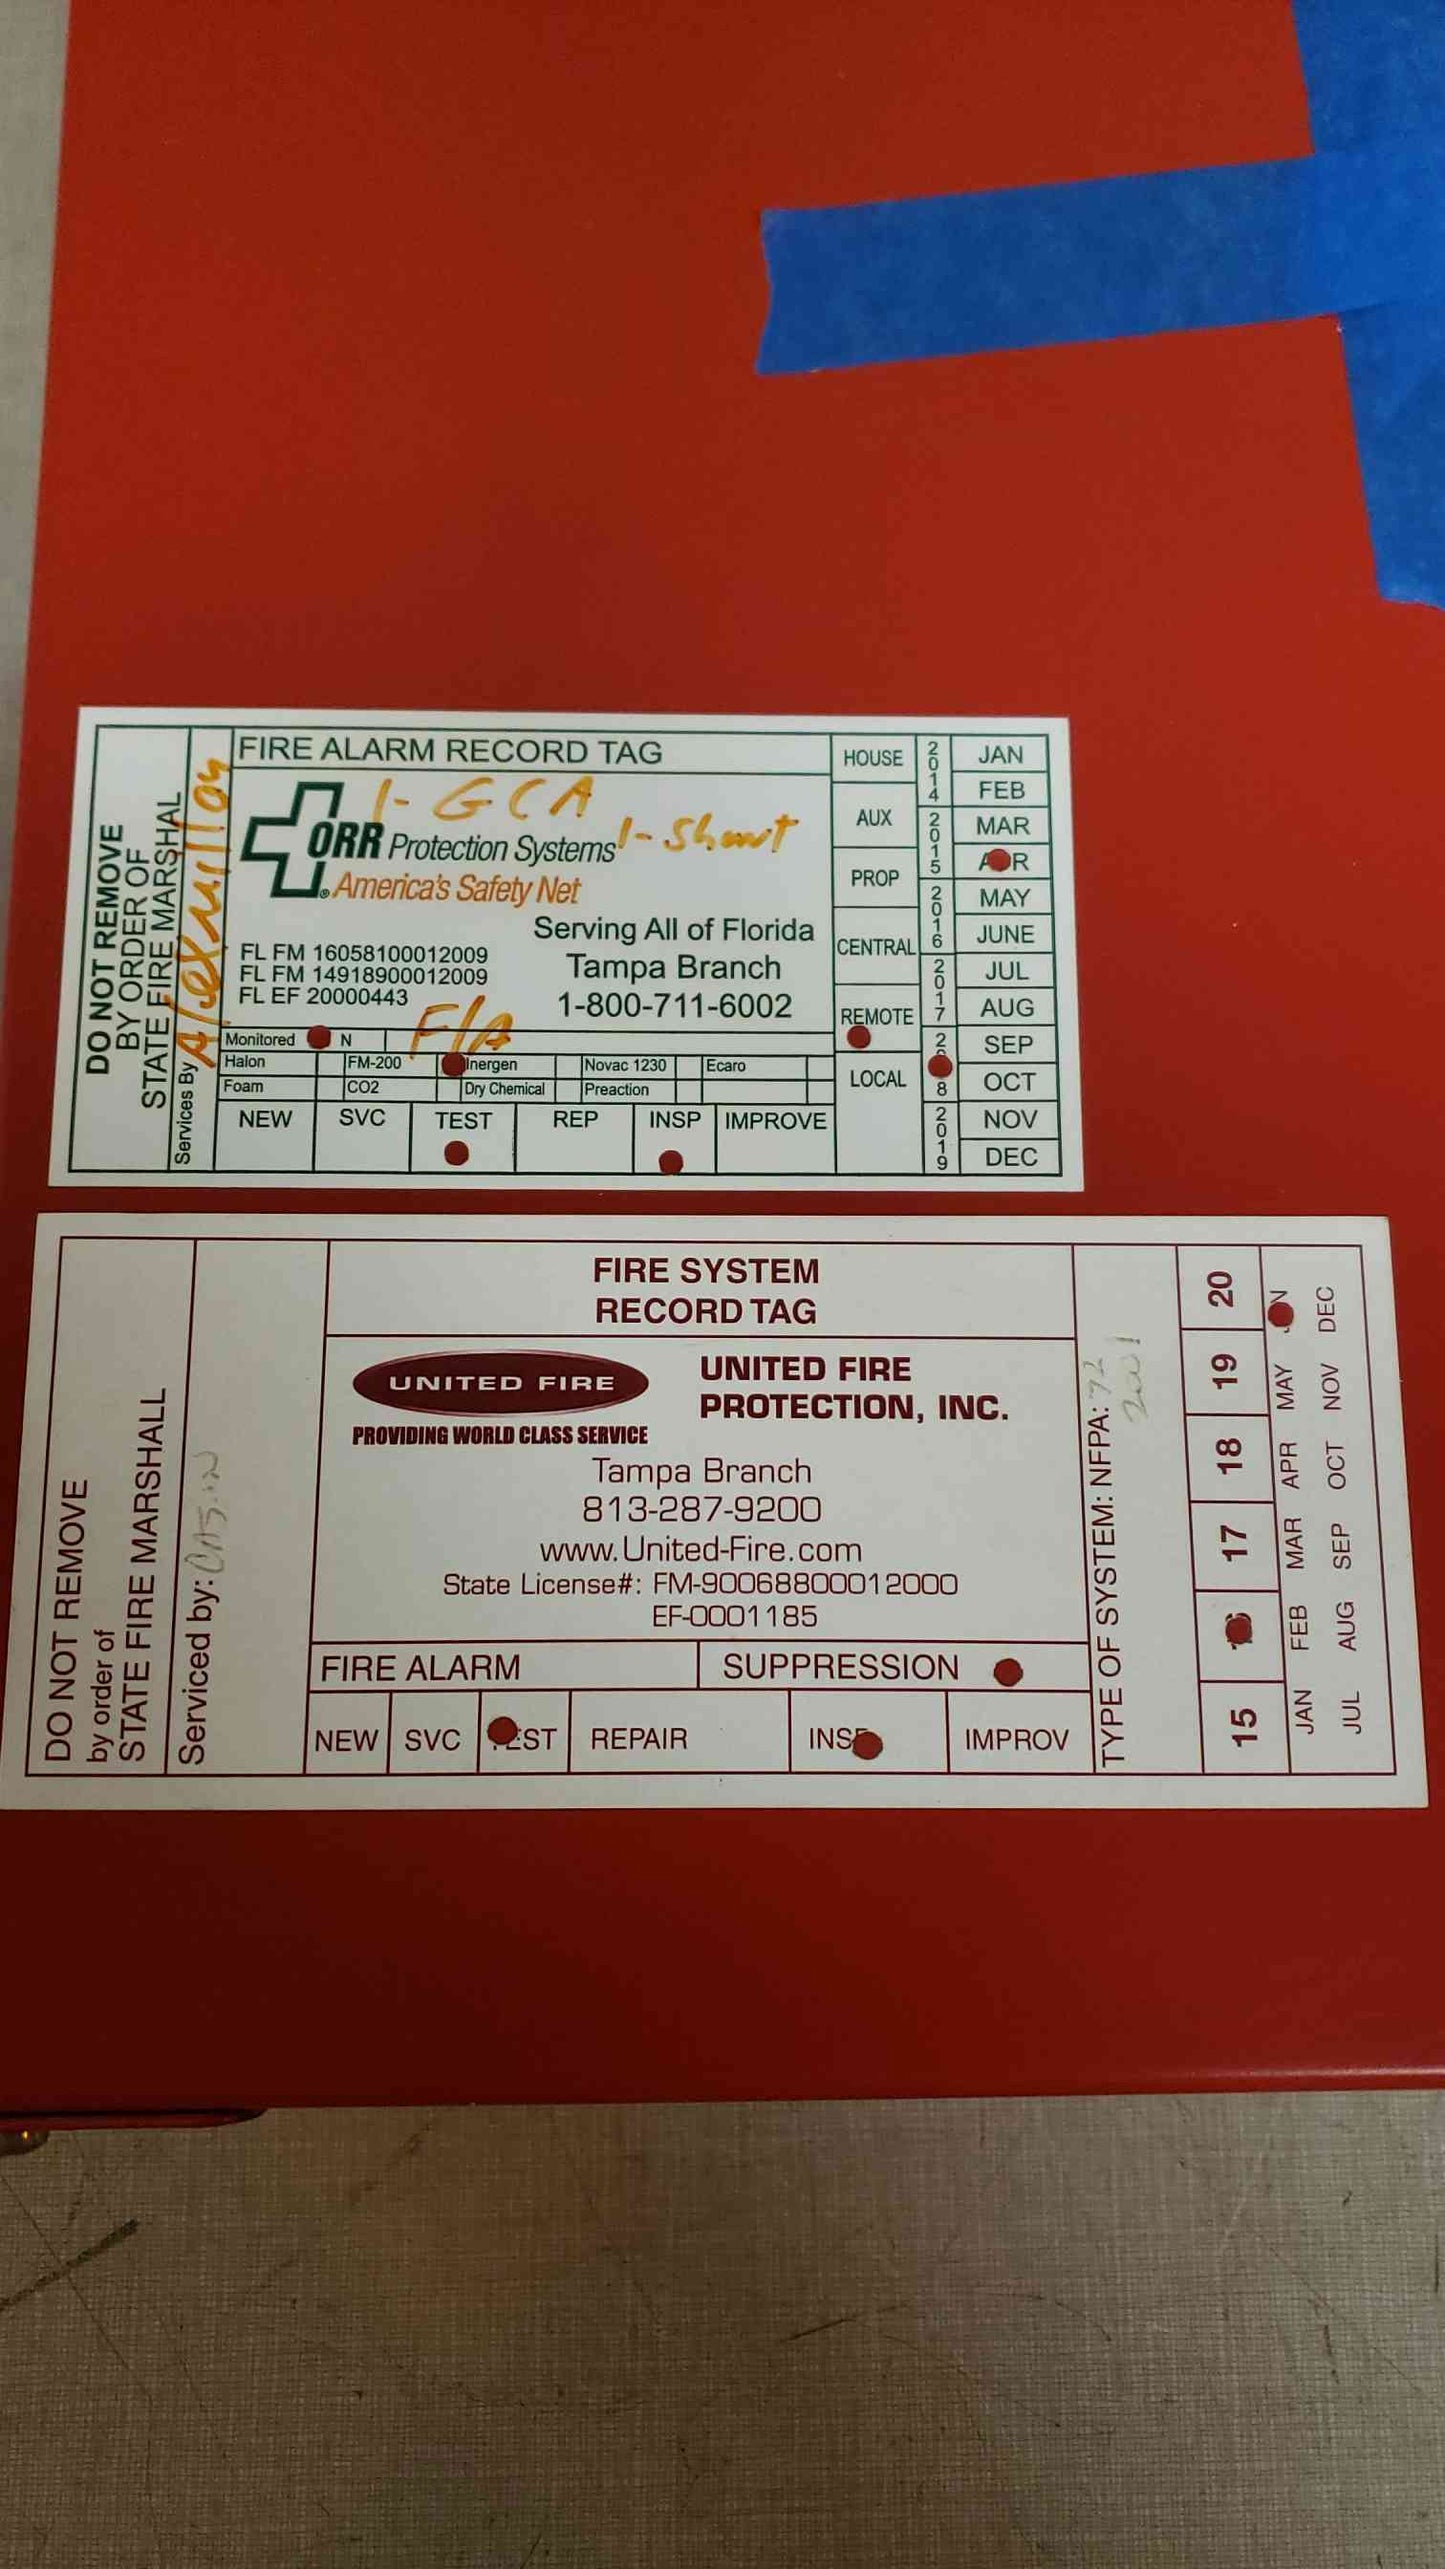 DO NOT REMOVE
BY ORDER OF
STATE FIRE MARSHAL
Services By
FIRE ALARM RECORD TAG
1- GCA
1- Short
ORR Protection Systems
® America's Safety Net
Serving All of Florida
Tampa Branch
1-800-711-6002
FL FM 16058100012009
FL FM 14918900012009
FL EF 20000443
F/A
Monitored N
Halon FM-200 Inergen Novac 1230 Ecaro
Foam CO2 Dry Chemical Preaction
NEW SVC TEST REP INSP IMPROVE
HOUSE
AUX
PROP
CENTRAL
REMOTE
LOCAL
2014
2015
2016
2017
2 8
2019
JAN
FEB
MAR
A R
MAY
JUNE
JUL
AUG
SEP
OCT
NOV
DEC
DO NOT REMOVE
by order of
STATE FIRE MARSHALL
Serviced by:
FIRE SYSTEM
RECORD TAG
UNITED FIRE
PROVIDING WORLD CLASS SERVICE
UNITED FIRE
PROTECTION, INC.
Tampa Branch
813-287-9200
www.United-Fire.com
State License#: FM-90068800012000
EF-0001185
FIRE ALARM SUPPRESSION
NEW SVC EST REPAIR INS IMPROV
TYPE OF SYSTEM: NFPA: 72
2001
15 17 18 19 20
JAN FEB MAR APR MAY N
JUL AUG SEP OCT NOV DEC